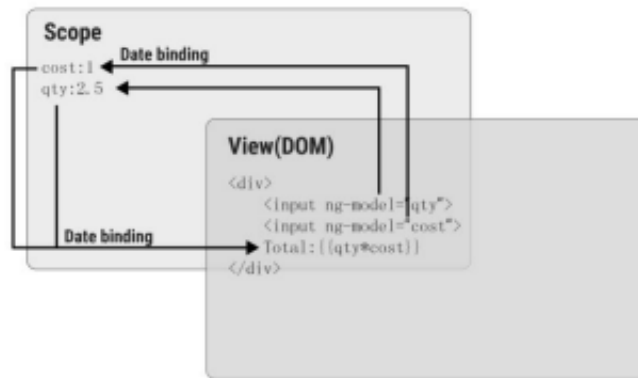 Scope
Date binding
cost:1
qty:2.5
View(DOM)
<div>
<input ng-model="qty">
<input ng-model="cost">
Date binding
Total:{{qty*cost}}
</div>